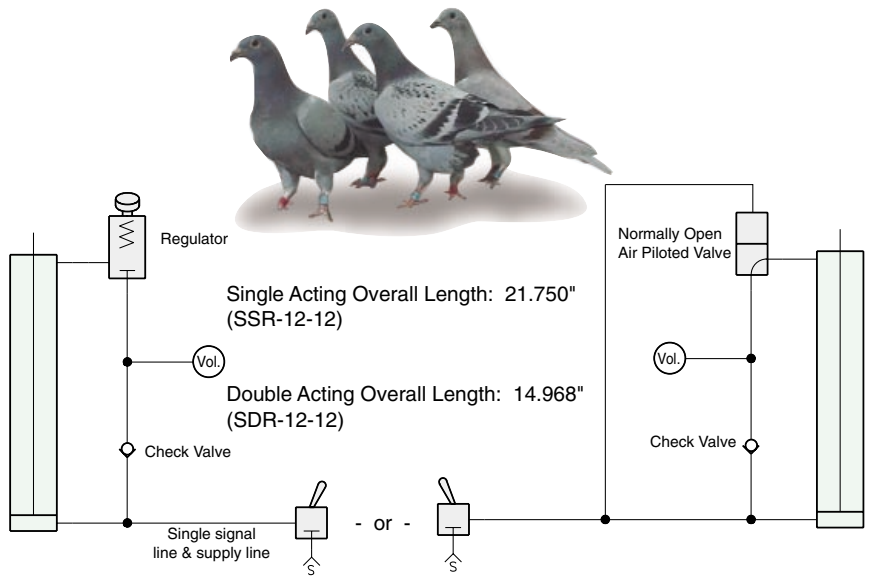 Regulator
Normally Open
Air Piloted Valve
Single Acting Overall Length:  21.750"
(SSR-12-12)
Vol.
Vol.
Double Acting Overall Length:  14.968"
(SDR-12-12)
Check Valve
Check Valve
- or -
Single signal
line & supply line
S
S